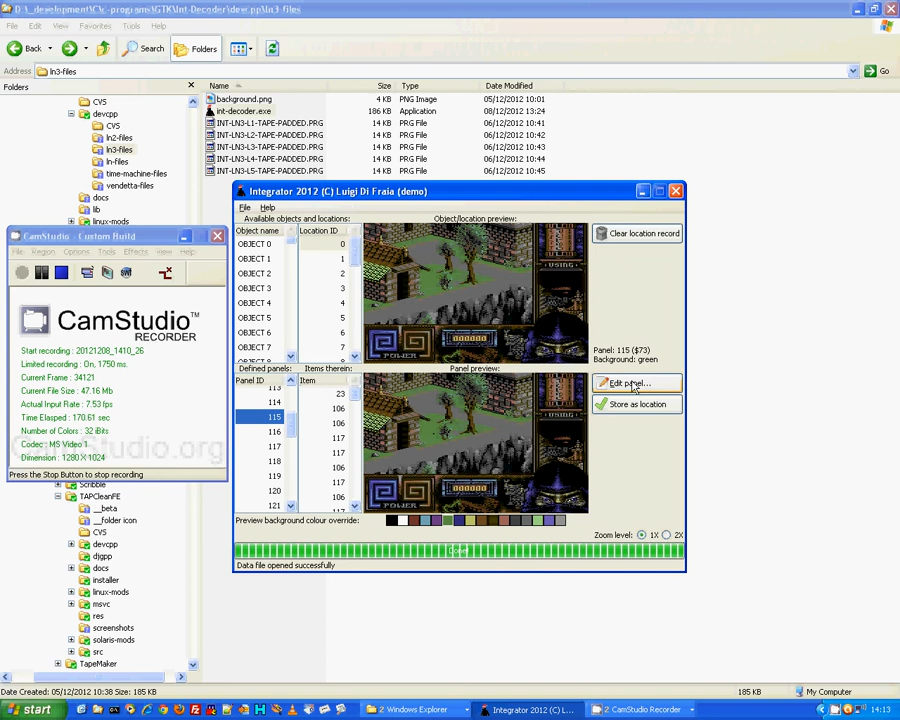 D:\_development\C\c-programs\GTK\Int-Decoder\devcpp\ln3-files
File Edit View Favorites Tools Help
Back Search Folders
Address ln3-files Go
Folders
Name Size Type Date Modified
CVS
devcpp
CVS
ln2-files
ln3-files
ln-files
time-machine-files
vendetta-files
docs
lib
linux-mods
background.png 4 KB PNG Image 05/12/2012 10:01
int-decoder.exe 186 KB Application 08/12/2012 13:24
INT-LN3-L1-TAPE-PADDED.PRG 14 KB PRG File 06/12/2012 10:41
INT-LN3-L2-TAPE-PADDED.PRG 14 KB PRG File 06/12/2012 10:42
INT-LN3-L3-TAPE-PADDED.PRG 14 KB PRG File 06/12/2012 10:43
INT-LN3-L4-TAPE-PADDED.PRG 14 KB PRG File 06/12/2012 10:44
INT-LN3-L5-TAPE-PADDED.PRG 14 KB PRG File 06/12/2012 10:45
CamStudio - Custom Build
File Region Options Tools Effects View Help
CamStudio™
RECORDER
Start recording : 20121208_1410_26
Limited recording : On, 1750 ms.
Current Frame : 34121
Current File Size : 47.16 Mb
Actual Input Rate : 7.53 fps
Time Elasped : 170.61 sec
Number of Colors : 32 iBits
Codec : MS Video 1
Dimension : 1280 X 1024
CamStudio.org
Press the Stop Button to stop recording
Integrator 2012 (C) Luigi Di Fraia (demo)
File Help
Available objects and locations: Object/location preview:
Object name Location ID
OBJECT 0 0
OBJECT 1 1
OBJECT 2 2
OBJECT 3 3
OBJECT 4 4
OBJECT 5 5
OBJECT 6 6
OBJECT 7 7
OBJECT 8 8
USING
POWER
Clear location record
Panel: 115 ($73)
Background: green
Defined panels: Items therein: Panel preview:
Panel ID Item
113 23
114 106
115 106
116 117
117 117
118 106
119 117
120 106
121 106
USING
POWER
Edit panel...
Store as location
Preview background colour override:
Zoom level: 1X 2X
Done!
Data file opened successfully
Scribble
TAPCleanFE
__beta
__folder icon
CVS
devcpp
djgpp
docs
installer
linux-mods
msvc
res
screenshots
solaris-mods
src
TapeMaker
Date Created: 05/12/2012 10:38 Size: 185 KB 185 KB My Computer
start 2 Windows Explorer Integrator 2012 (C) L... 2 CamStudio Recorder 14:13